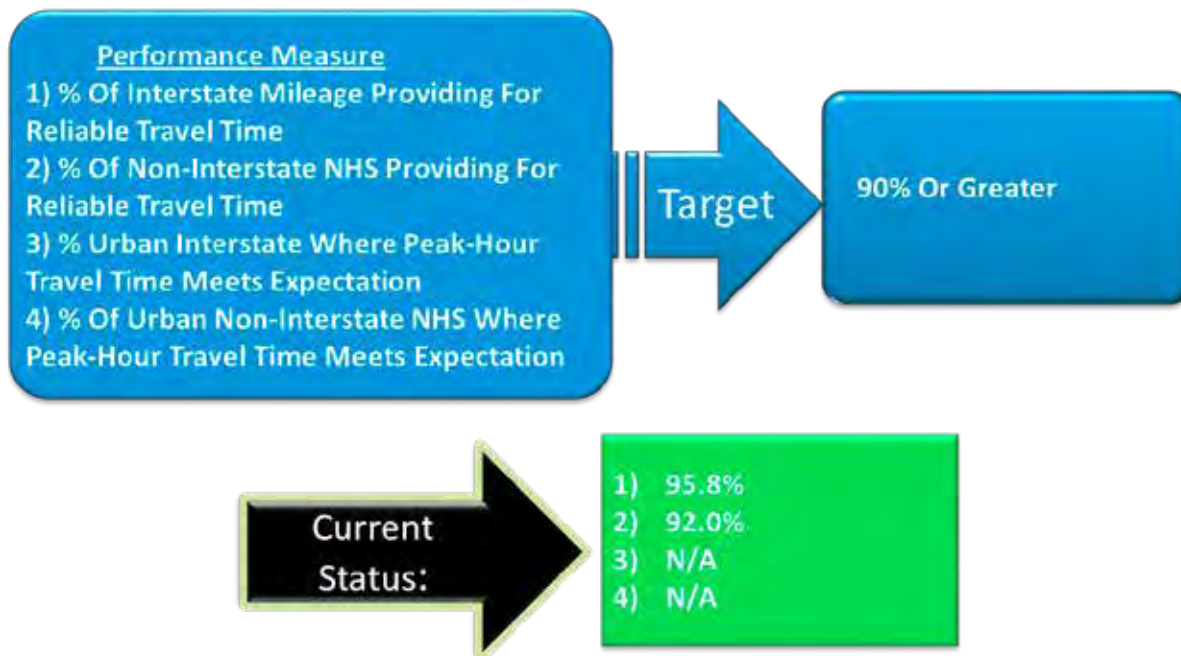 Performance Measure
1) % Of Interstate Mileage Providing For
Reliable Travel Time
2) % Of Non-Interstate NHS Providing For
Reliable Travel Time
3) % Urban Interstate Where Peak-Hour
Travel Time Meets Expectation
4) % Of Urban Non-Interstate NHS Where
Peak-Hour Travel Time Meets Expectation
Target
90% Or Greater
Current
Status:
1) 95.8%
2) 92.0%
3) N/A
4) N/A